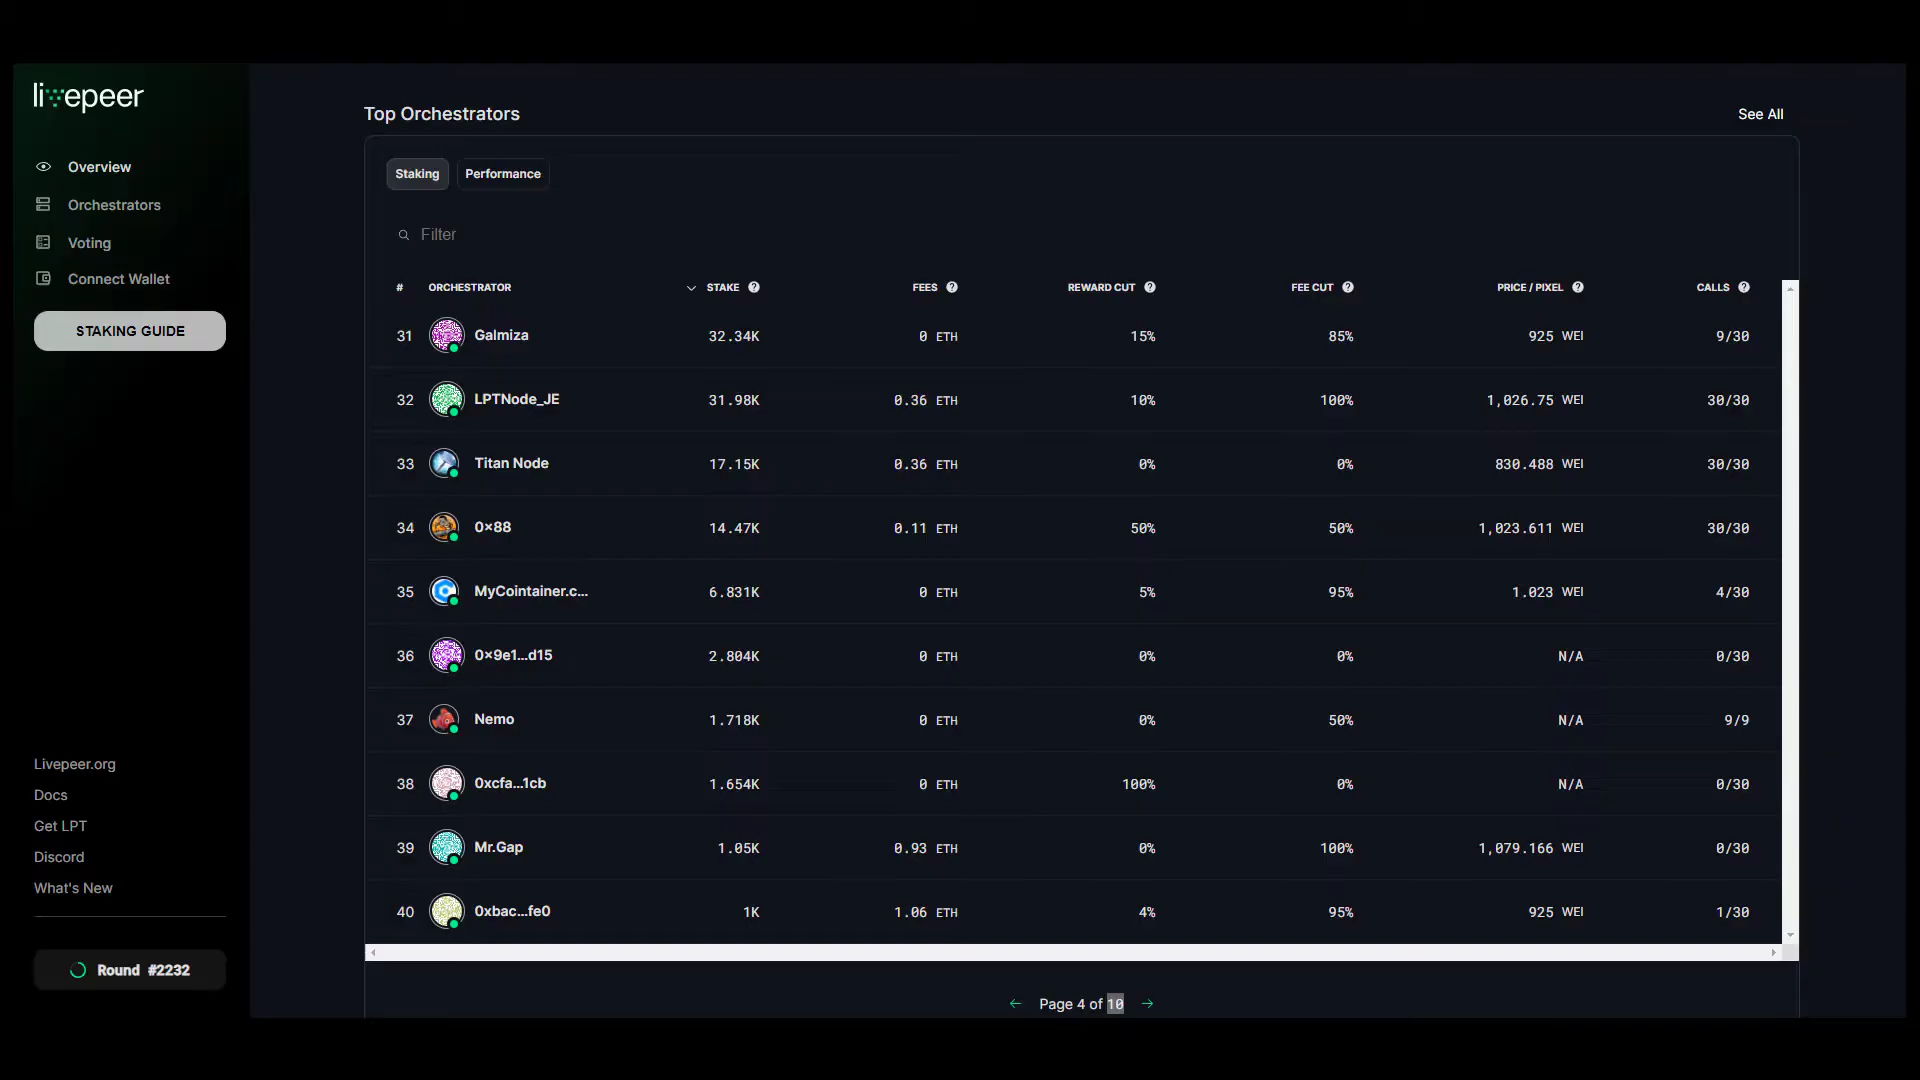 livepeer
Overview
Orchestrators
Voting
Connect Wallet
STAKING GUIDE
Livepeer.org
Docs
Get LPT
Discord
What's New
Round #2232
Top Orchestrators
See All
Staking
Performance
Filter
# ORCHESTRATOR STAKE ? FEES ? REWARD CUT ? FEE CUT ? PRICE / PIXEL ? CALLS ?
31 Galmiza 32.34K 0 ETH 15% 85% 925 WEI 9/30
32 LPTNode_JE 31.98K 0.36 ETH 10% 100% 1,026.75 WEI 30/30
33 Titan Node 17.15K 0.36 ETH 0% 0% 830.488 WEI 30/30
34 0×88 14.47K 0.11 ETH 50% 50% 1,023.611 WEI 30/30
35 MyCointainer.c... 6.831K 0 ETH 5% 95% 1.023 WEI 4/30
36 0×9e1...d15 2.804K 0 ETH 0% 0% N/A 0/30
37 Nemo 1.718K 0 ETH 0% 50% N/A 9/9
38 0xcfa...1cb 1.654K 0 ETH 100% 0% N/A 0/30
39 Mr.Gap 1.05K 0.93 ETH 0% 100% 1,079.166 WEI 0/30
40 0xbac...fe0 1K 1.06 ETH 4% 95% 925 WEI 1/30
← Page 4 of 10 →